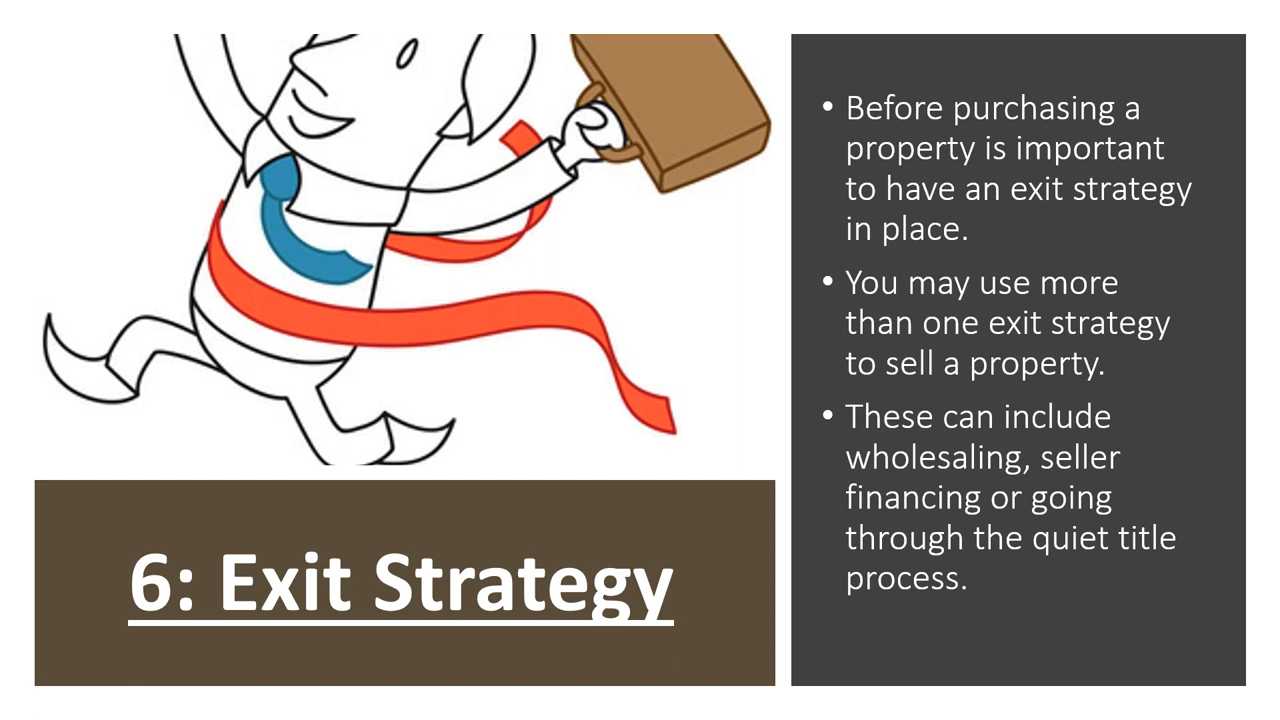 6: Exit Strategy
• Before purchasing a
property is important
to have an exit strategy
in place.
• You may use more
than one exit strategy
to sell a property.
• These can include
wholesaling, seller
financing or going
through the quiet title
process.